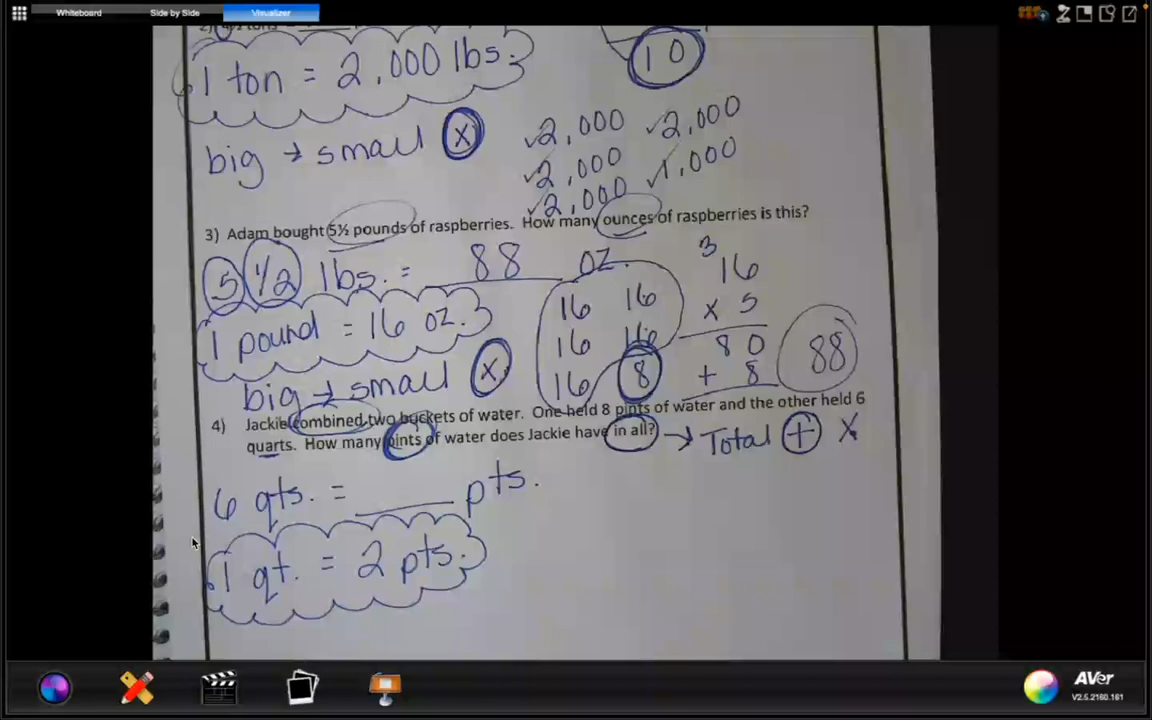 Whiteboard Side by Side Visualizer
1 ton = 2,000 lbs.
10
big → small x
2,000 2,000
2,000 1,000
2,000
3) Adam bought 5½ pounds of raspberries. How many ounces of raspberries is this?
5 1/2 lbs. = 88 oz.
1 pound = 16 oz.
big → small x
16 16
16 16
16 8
3
16
x 5
80
+ 8
88
4) Jackie combined two buckets of water. One held 8 pints of water and the other held 6
quarts. How many pints of water does Jackie have in all? → Total + x
6 qts. = ____ pts.
1 qt. = 2 pts.
AVer
V2.5.2160.161